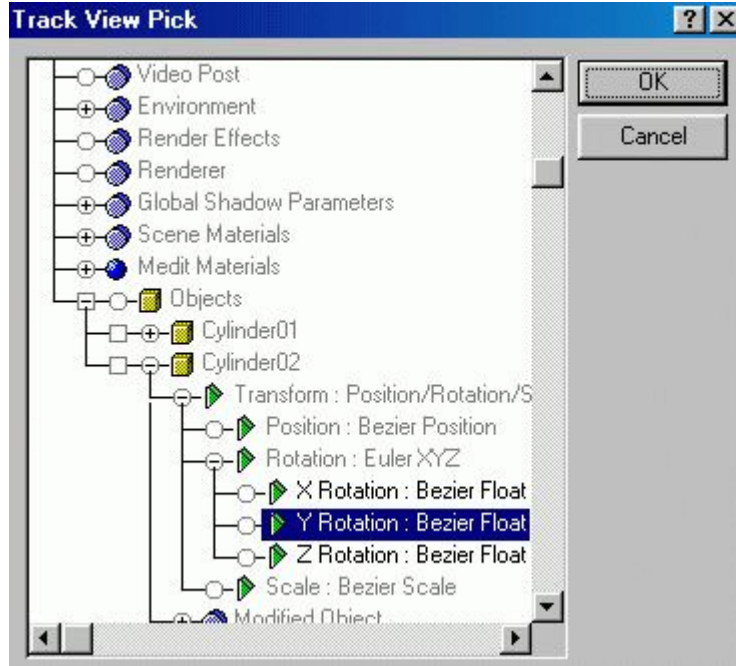 Track View Pick
OK
Cancel
Video Post
Environment
Render Effects
Renderer
Global Shadow Parameters
Scene Materials
Medit Materials
Objects
Cylinder01
Cylinder02
Transform : Position/Rotation/S
Position : Bezier Position
Rotation : Euler XYZ
X Rotation : Bezier Float
Y Rotation : Bezier Float
Z Rotation : Bezier Float
Scale : Bezier Scale
Modified Object